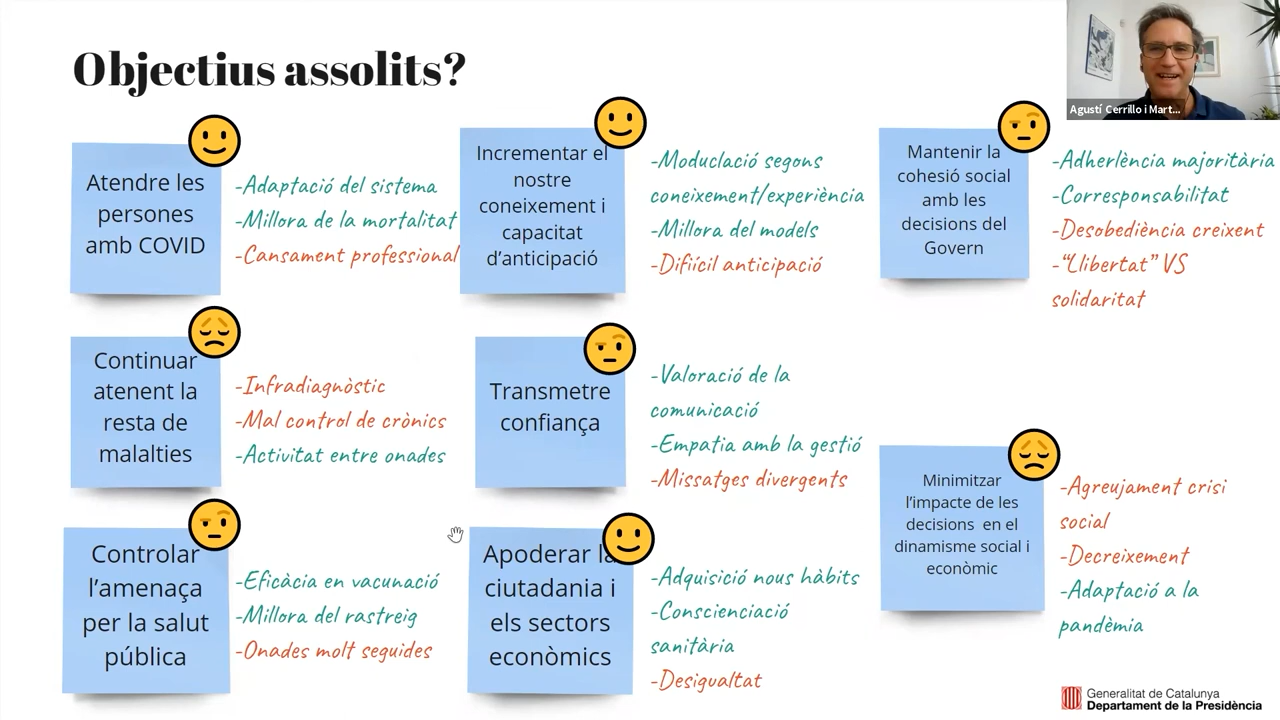 Objectius assolits?
Agustí Cerrillo i Mart...
Atendre les
persones
amb COVID
-Adaptació del sistema
-Millora de la mortalitat
-Cansament professional
Incrementar el
nostre
coneixement i
capacitat
d’anticipació
-Moduclació segons
coneixement/experiència
-Millora del models
-Difiícil anticipació
Mantenir la
cohesió social
amb les
decisions del
Govern
-Adherlència majoritària
-Corresponsabilitat
-Desobediència creixent
-“Llibertat” VS
solidaritat
Continuar
atenent la
resta de
malalties
-Infradiagnòstic
-Mal control de crònics
-Activitat entre onades
Transmetre
confiança
-Valoració de la
comunicació
-Empatia amb la gestió
-Missatges divergents
Minimitzar
l’impacte de les
decisions en el
dinamisme social i
econòmic
-Agreujament crisi
social
-Decreixement
-Adaptació a la
pandèmia
Controlar
l’amenaça
per la salut
pública
-Eficàcia en vacunació
-Millora del rastreig
-Onades molt seguides
Apoderar la
ciutadania i
els sectors
econòmics
-Adquisició nous hàbits
-Conscienciació
sanitària
-Desigualtat
Generalitat de Catalunya
Departament de la Presidència